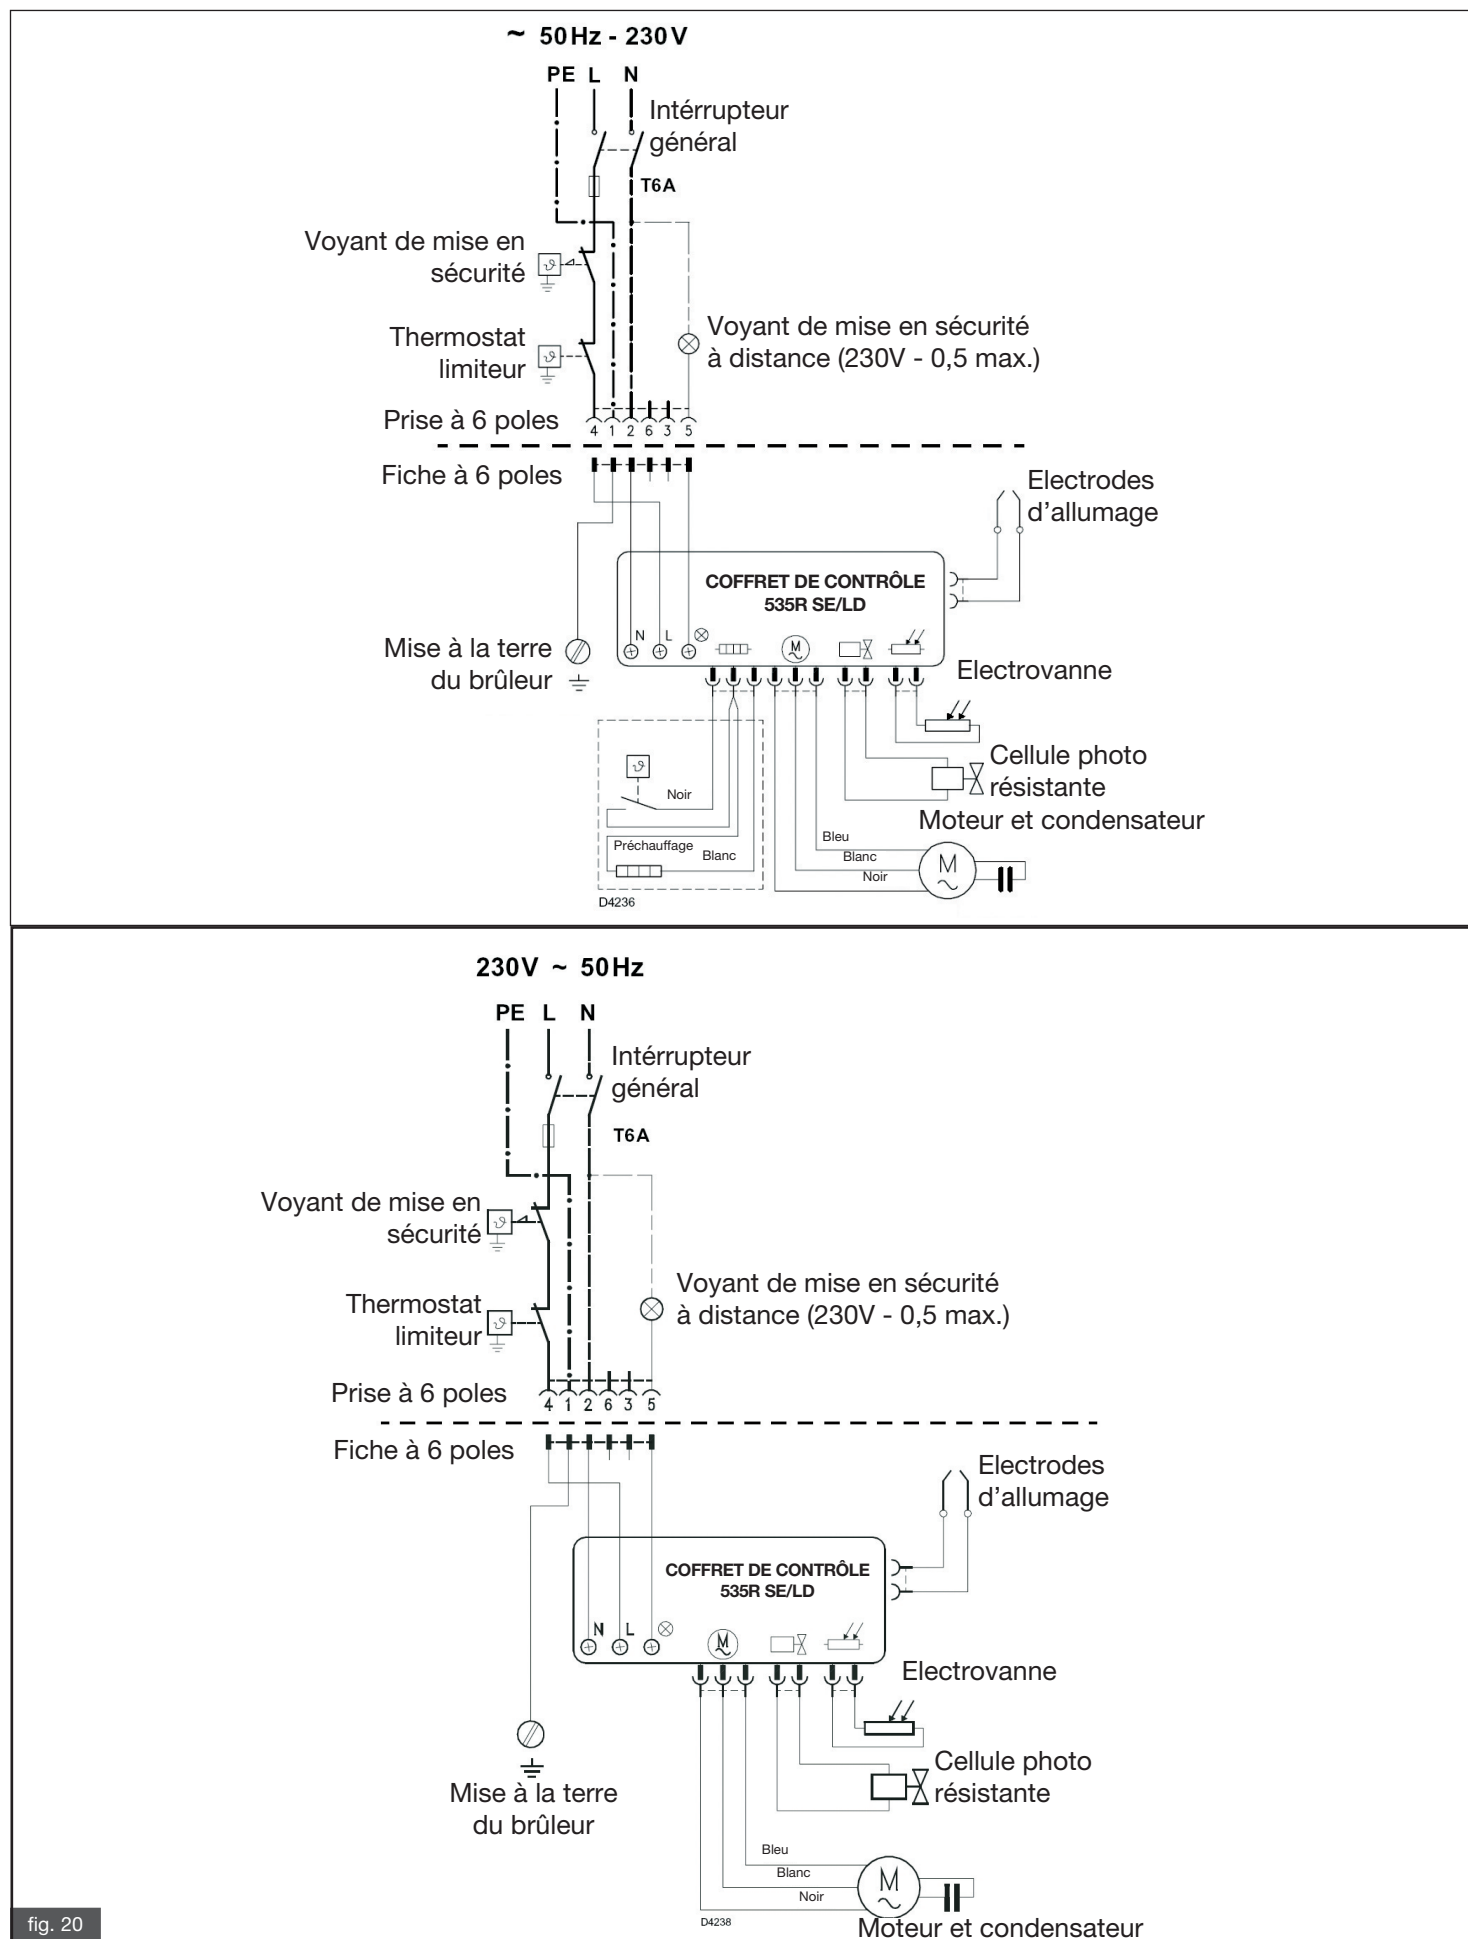 ~ 50Hz - 230V
PE L N
Intérrupteur
général
T6A
Voyant de mise en
sécurité
Thermostat
limiteur
Voyant de mise en sécurité
à distance (230V - 0,5 max.)
Prise à 6 poles
4 1 2 6 3 5
Fiche à 6 poles
Electrodes
d’allumage
COFFRET DE CONTRÔLE
535R SE/LD
N L
M
Mise à la terre
du brûleur
Electrovanne
Cellule photo
résistante
Noir
Moteur et condensateur
Préchauffage
Blanc
Bleu
Blanc
Noir
M
D4236
230V ~ 50Hz
PE L N
Intérrupteur
général
T6A
Voyant de mise en
sécurité
Thermostat
limiteur
Voyant de mise en sécurité
à distance (230V - 0,5 max.)
Prise à 6 poles
4 1 2 6 3 5
Fiche à 6 poles
Electrodes
d’allumage
COFFRET DE CONTRÔLE
535R SE/LD
N L
M
Electrovanne
Mise à la terre
du brûleur
Cellule photo
résistante
Bleu
Blanc
Noir
M
D4238
Moteur et condensateur
fig. 20